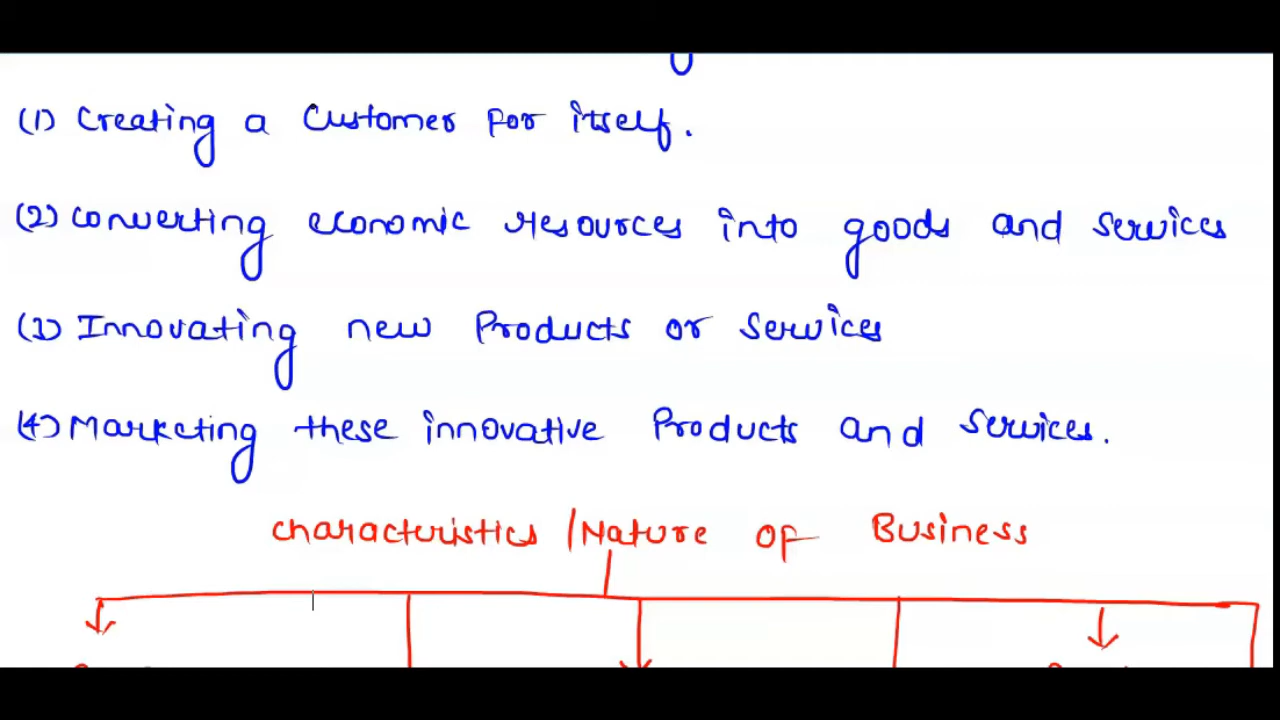 (1) Creating a Customer for itself.
(2) Converting economic resources into goods and services
(3) Innovating new Products or Services
(4) Marketing these innovative Products and Services.
Characteristics / Nature of Business